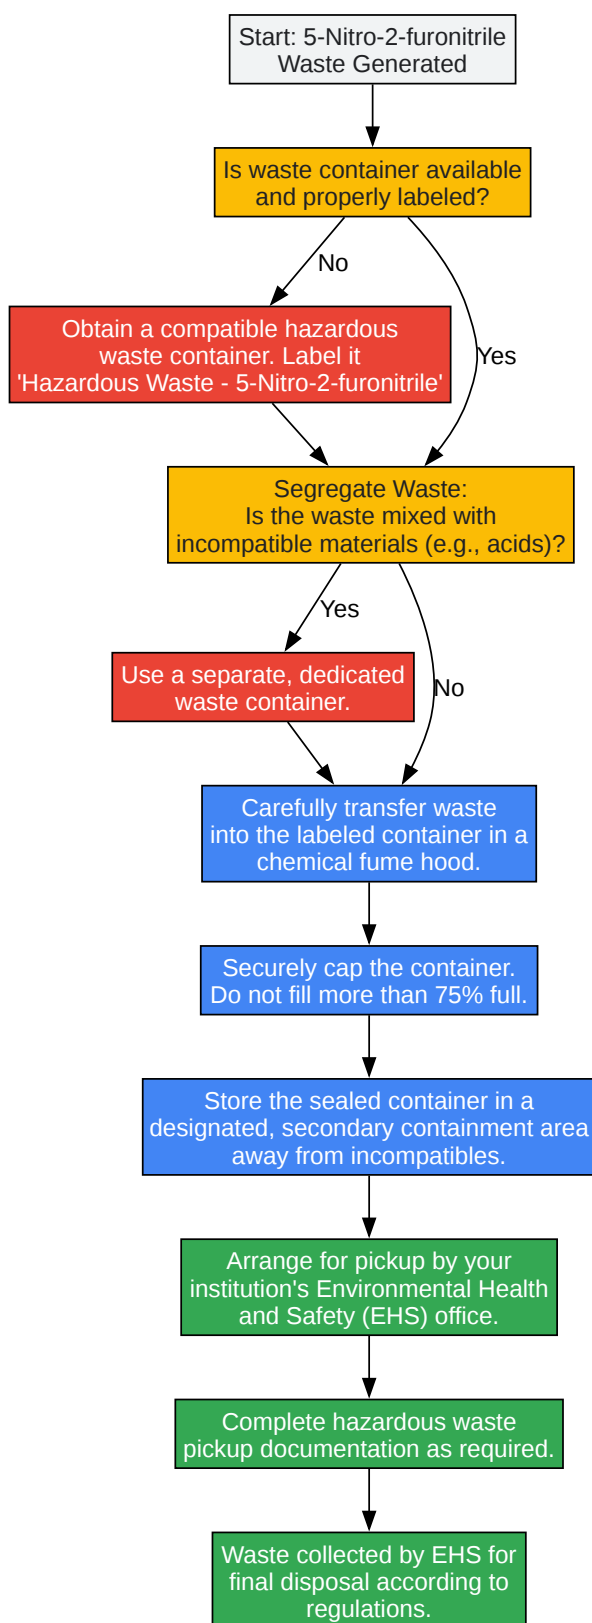 Start: 5-Nitro-2-furonitrile
Waste Generated
Is waste container available
and properly labeled?
No
Obtain a compatible hazardous
waste container. Label it
'Hazardous Waste - 5-Nitro-2-furonitrile'
Yes
Segregate Waste:
Is the waste mixed with
incompatible materials (e.g., acids)?
Yes
Use a separate, dedicated
waste container.
No
Carefully transfer waste
into the labeled container in a
chemical fume hood.
Securely cap the container.
Do not fill more than 75% full.
Store the sealed container in a
designated, secondary containment area
away from incompatibles.
Arrange for pickup by your
institution's Environmental Health
and Safety (EHS) office.
Complete hazardous waste
pickup documentation as required.
Waste collected by EHS for
final disposal according to
regulations.